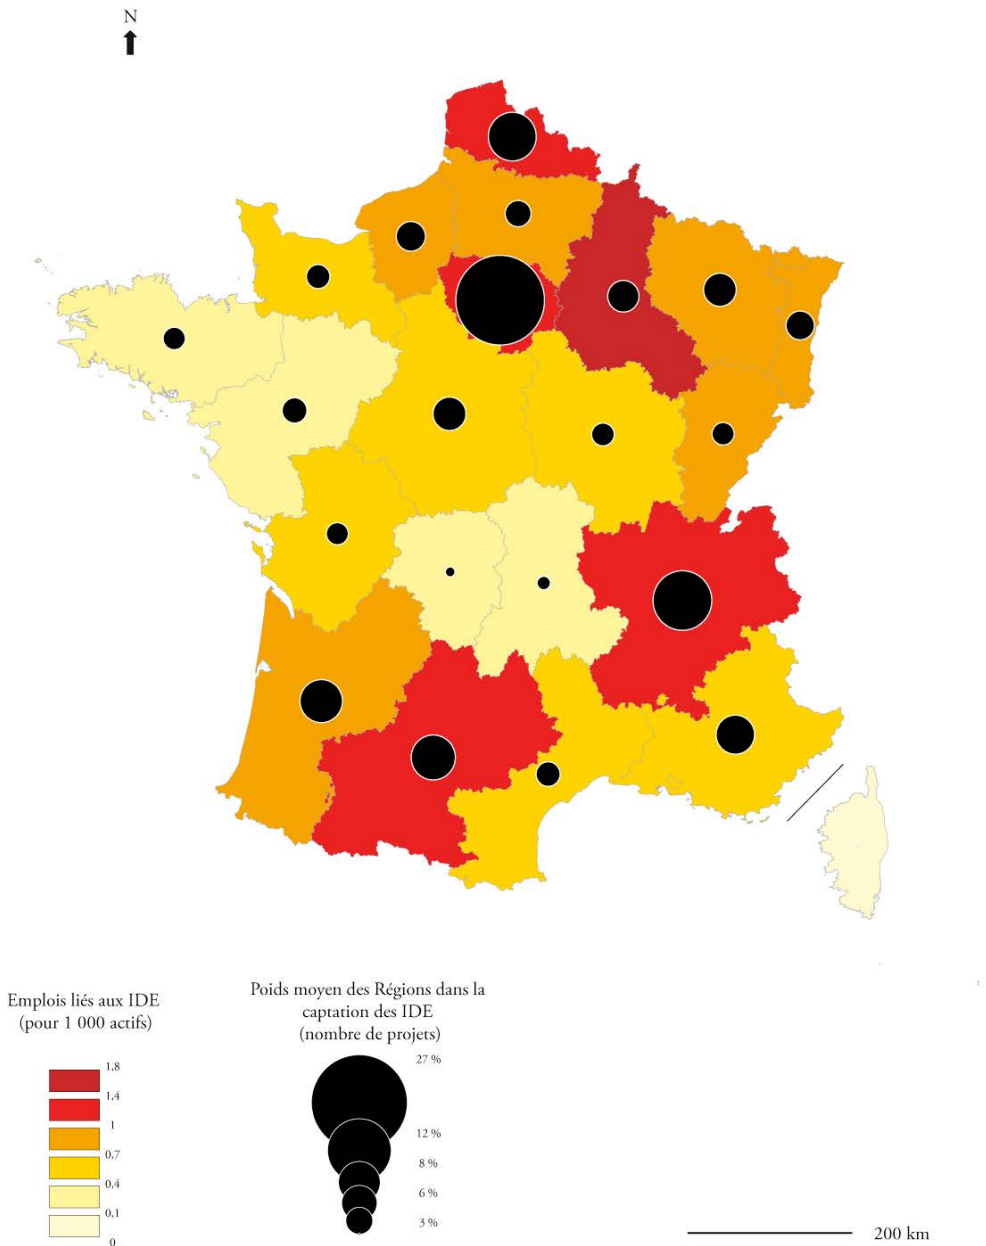 N
Emplois liés aux IDE
(pour 1 000 actifs)
1,8
1,4
1
0,7
0,4
0,1
0
Poids moyen des Régions dans la
captation des IDE
(nombre de projets)
27 %
12 %
8 %
6 %
3 %
200 km